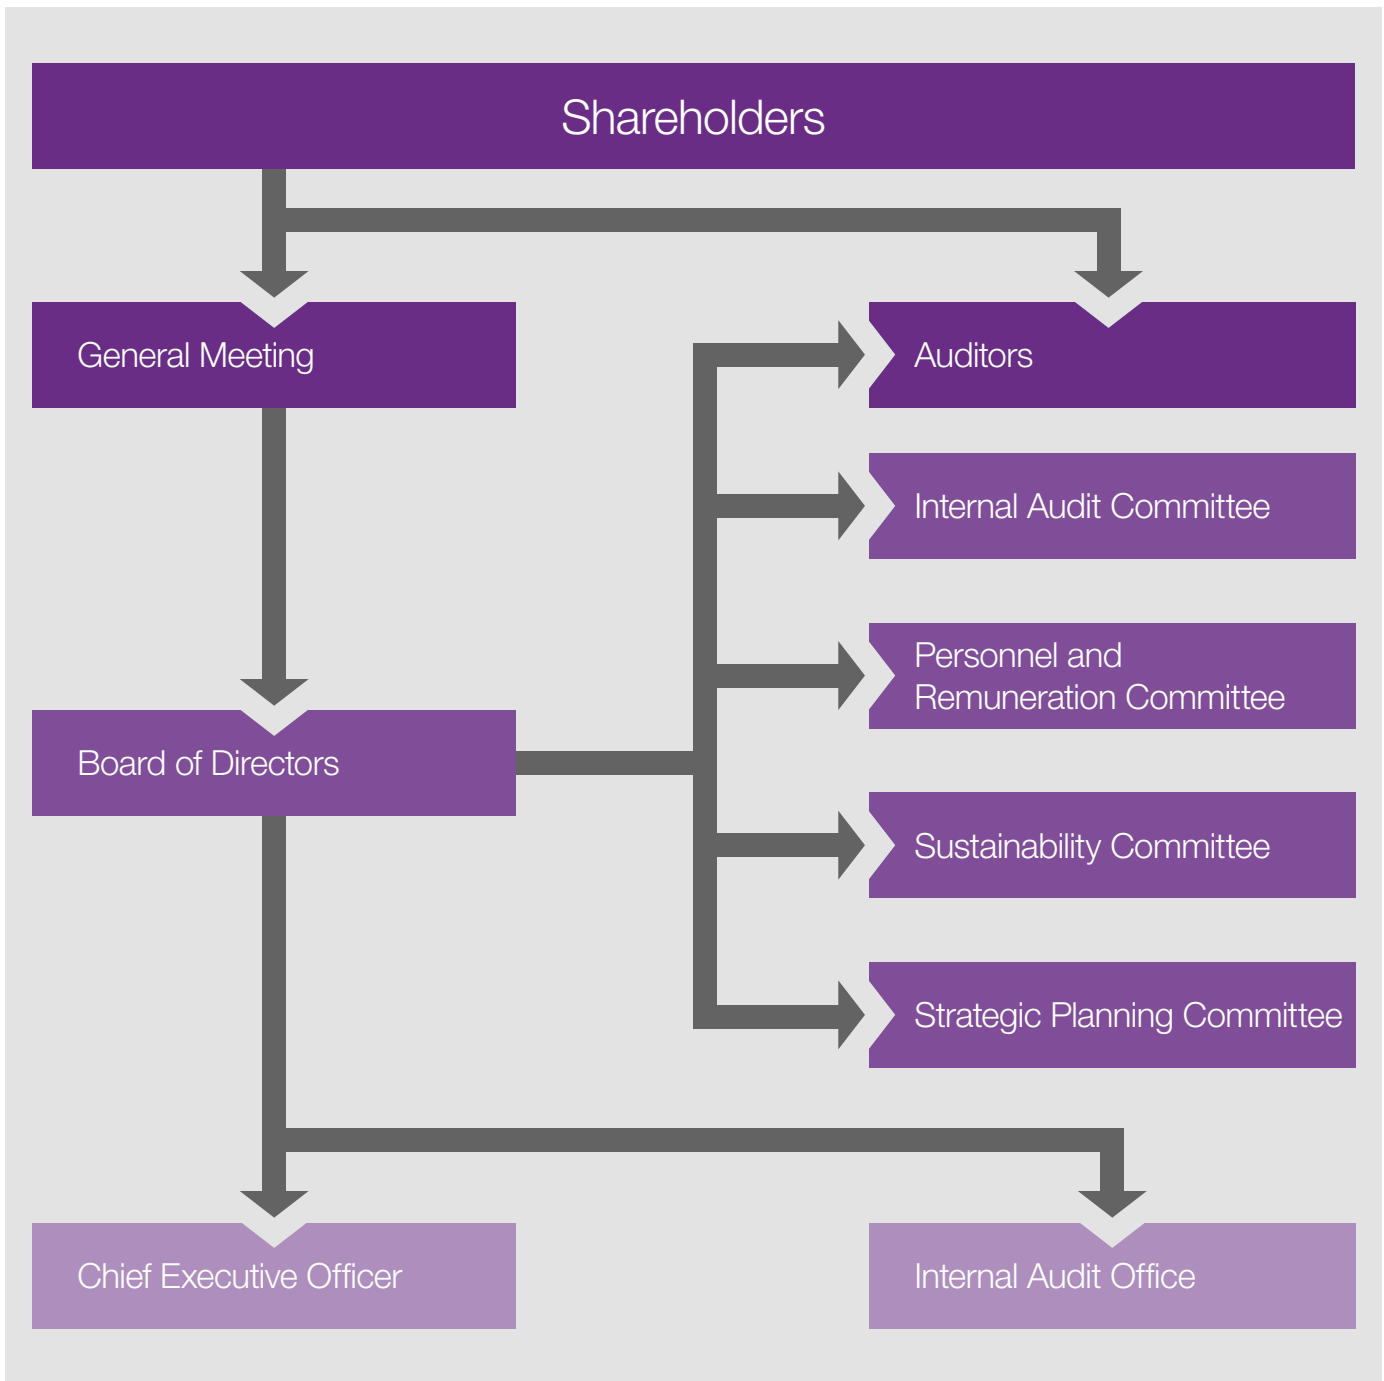 Shareholders
General Meeting
Auditors
Internal Audit Committee
Personnel and
Remuneration Committee
Board of Directors
Sustainability Committee
Strategic Planning Committee
Chief Executive Officer
Internal Audit Office